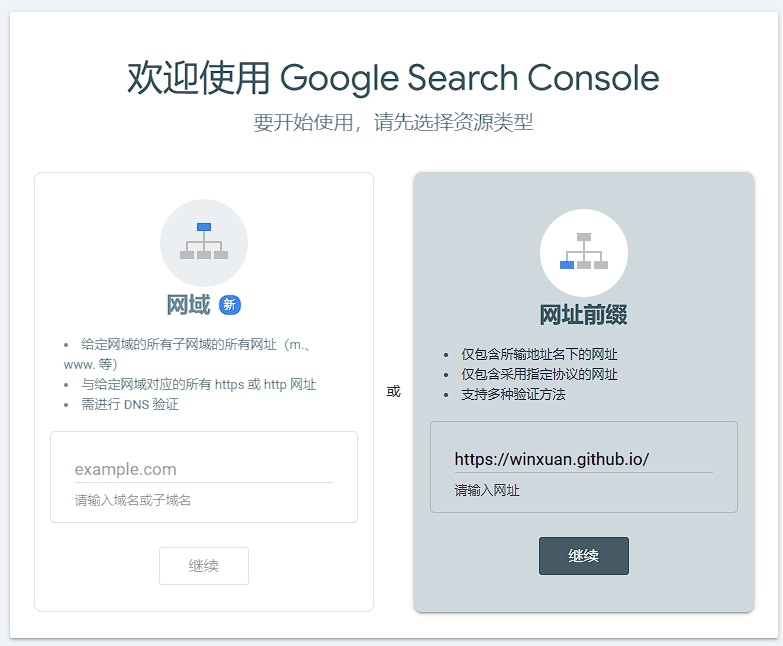 欢迎使用 Google Search Console
要开始使用，请先选择资源类型
网域 新
• 给定网域的所有子网域的所有网址（m.、
www. 等）
• 与给定网域对应的所有 https 或 http 网址
• 需进行 DNS 验证
example.com
请输入域名或子域名
继续
或
网址前缀
• 仅包含所输地址名下的网址
• 仅包含采用指定协议的网址
• 支持多种验证方法
https://winxuan.github.io/
请输入网址
继续